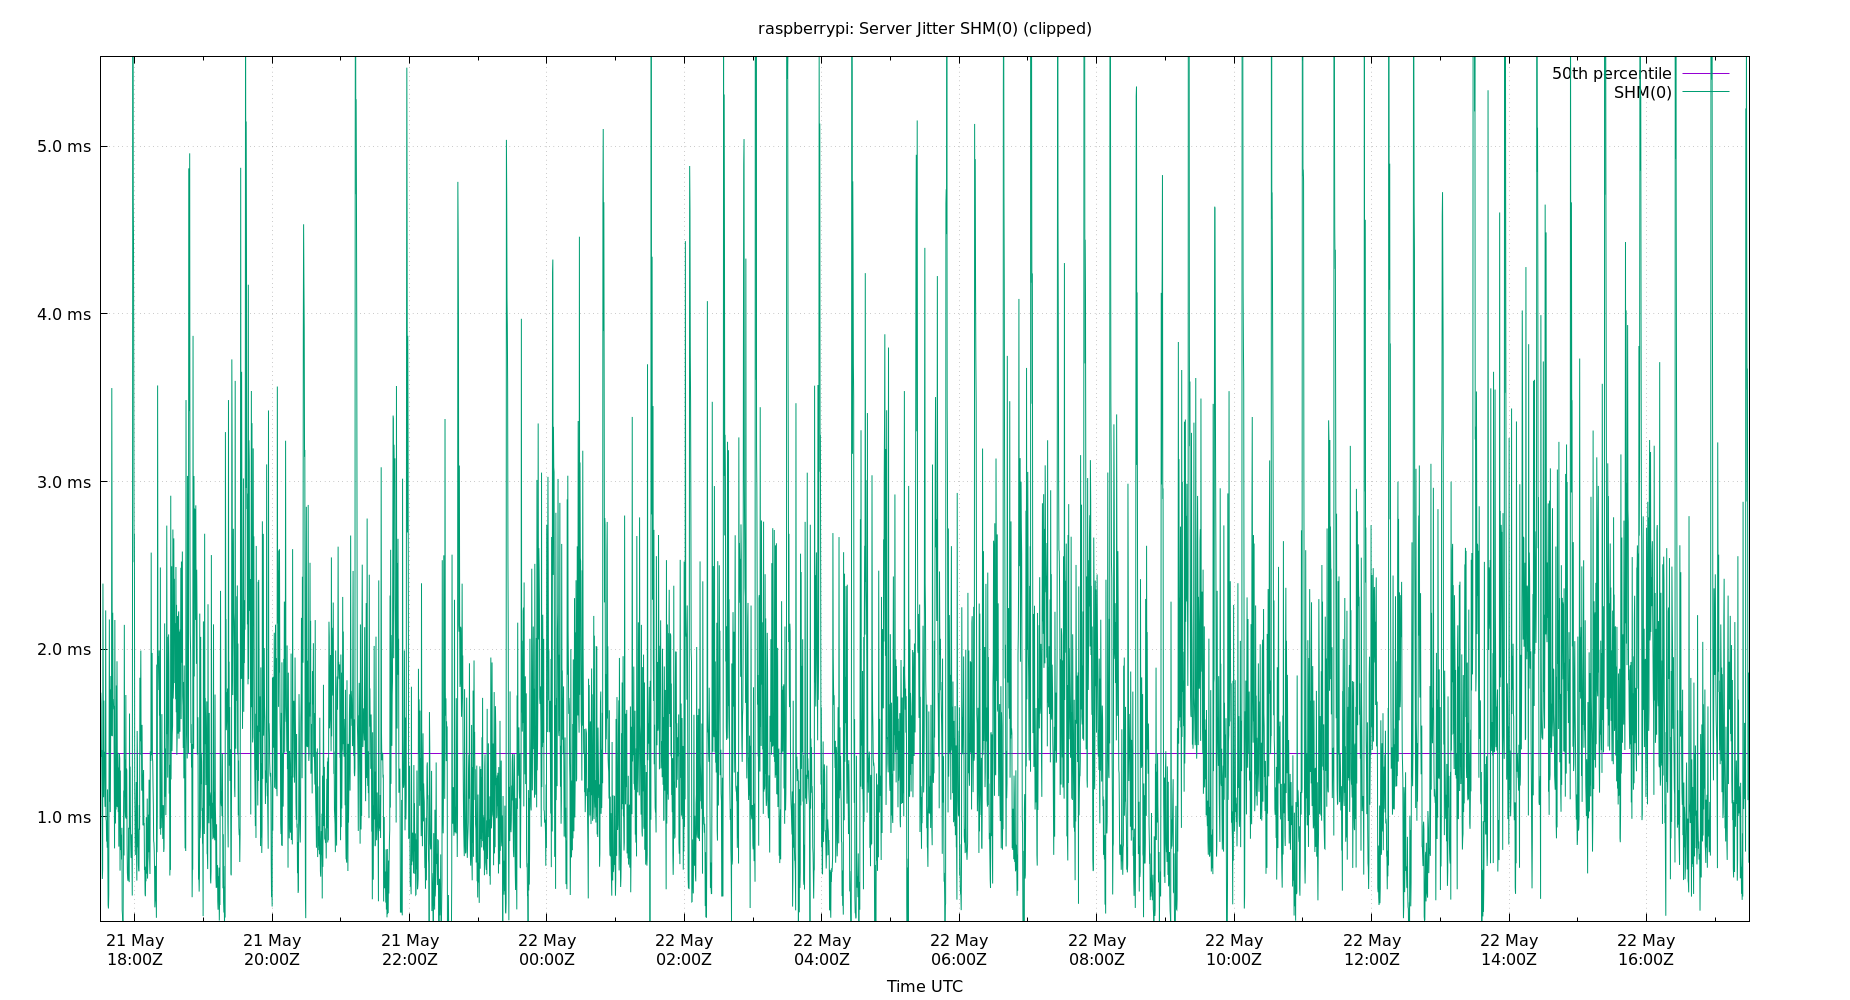 raspberrypi: Server Jitter SHM(0) (clipped)
50th percentile
SHM(0)
5.0 ms
4.0 ms
3.0 ms
2.0 ms
1.0 ms
21 May 21 May 21 May 22 May 22 May 22 May 22 May 22 May 22 May 22 May 22 May 22 May
18:00Z 20:00Z 22:00Z 00:00Z 02:00Z 04:00Z 06:00Z 08:00Z 10:00Z 12:00Z 14:00Z 16:00Z
Time UTC